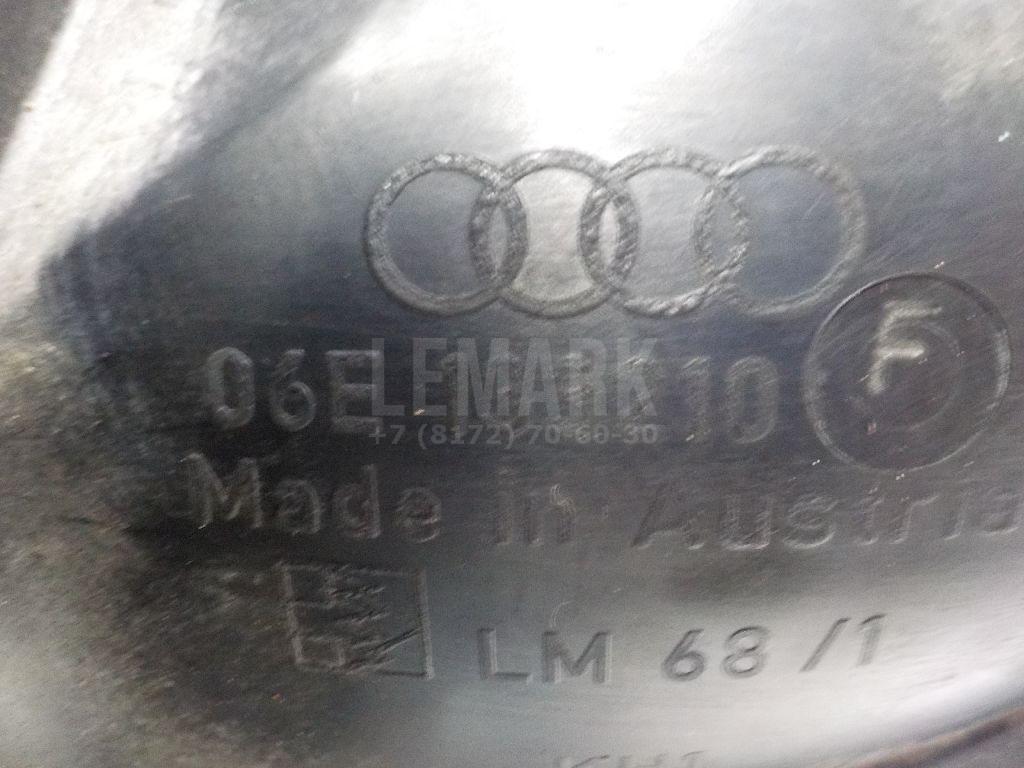 LEMARK
+7 (8172) 70-60-30
06E
10
F
Made in Austria
LM 68 /1